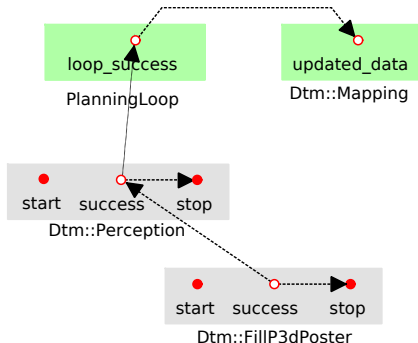 loop_success
updated_data
PlanningLoop
Dtm::Mapping
start success stop
Dtm::Perception
start success stop
Dtm::FillP3dPoster